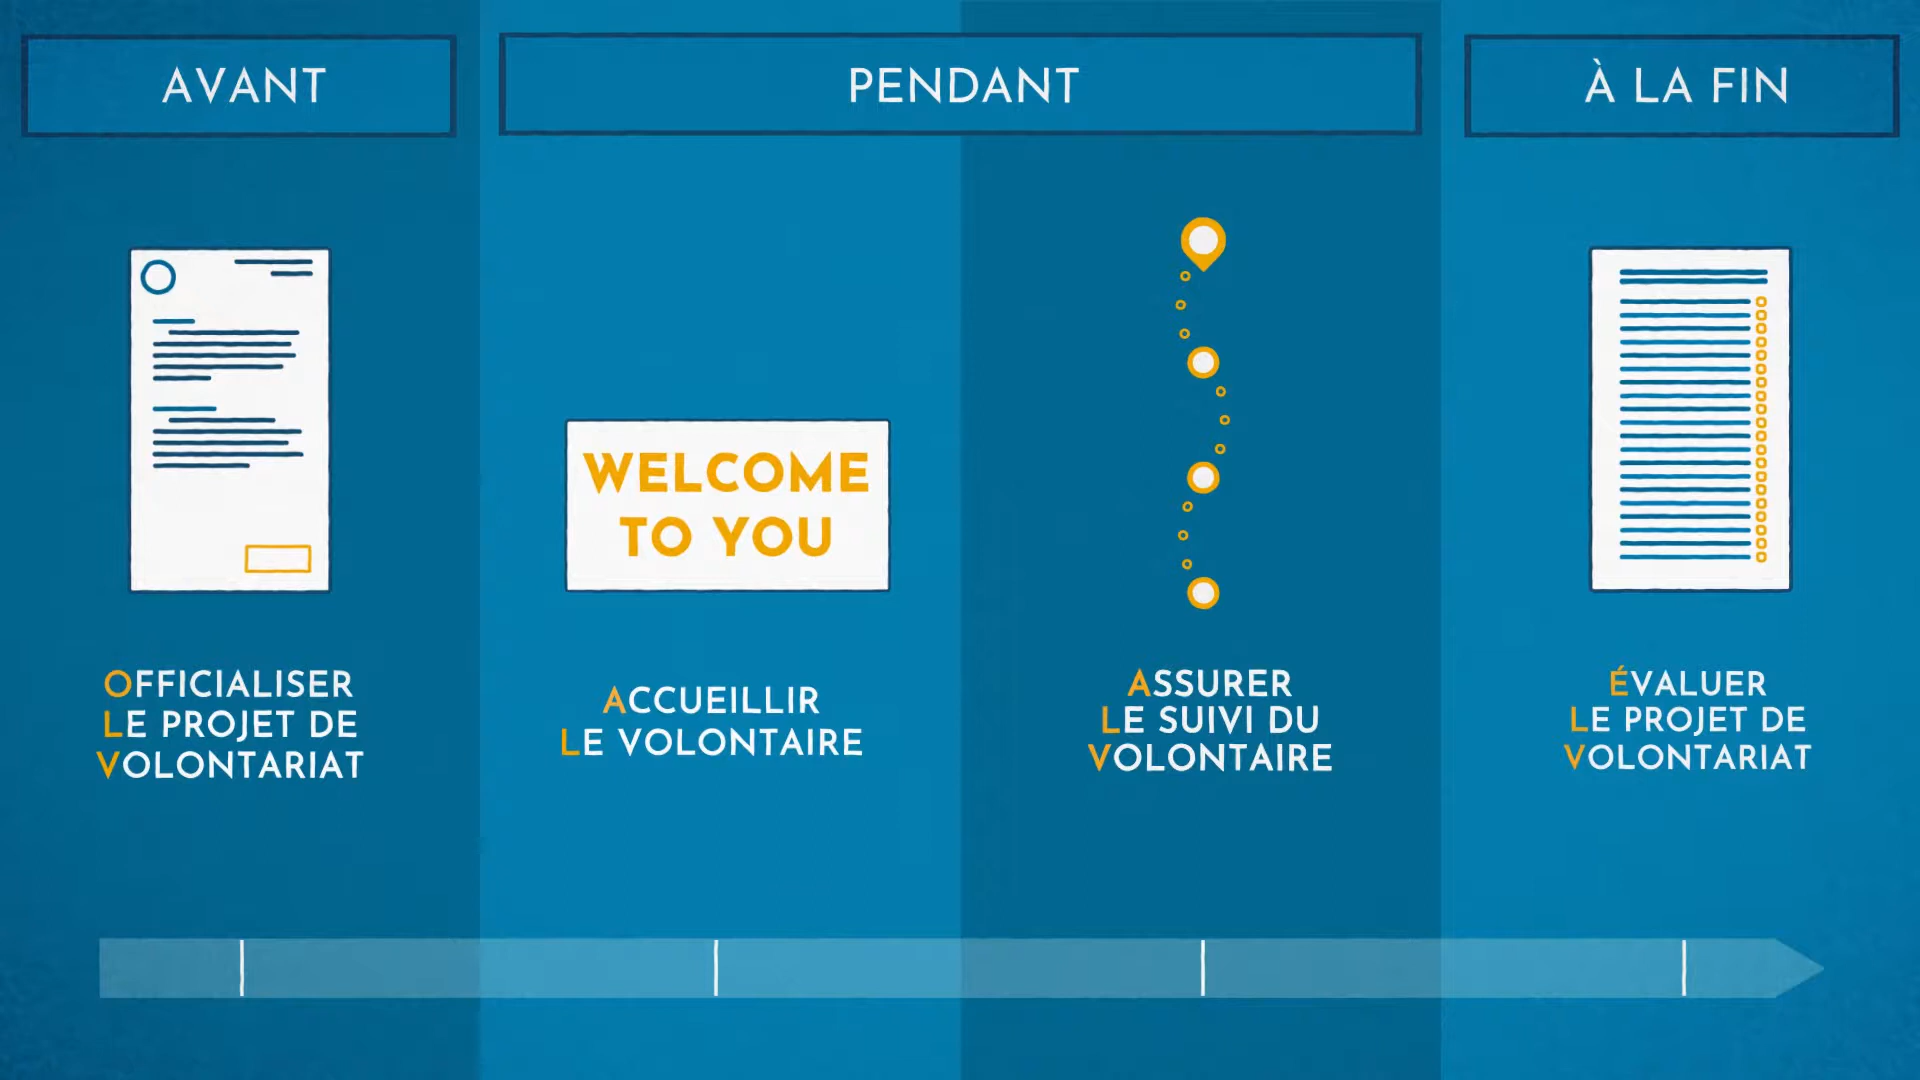 AVANT
PENDANT
À LA FIN
WELCOME
TO YOU
OFFICIALISER
LE PROJET DE
VOLONTARIAT
ACCUEILLIR
LE VOLONTAIRE
ASSURER
LE SUIVI DU
VOLONTAIRE
ÉVALUER
LE PROJET DE
VOLONTARIAT